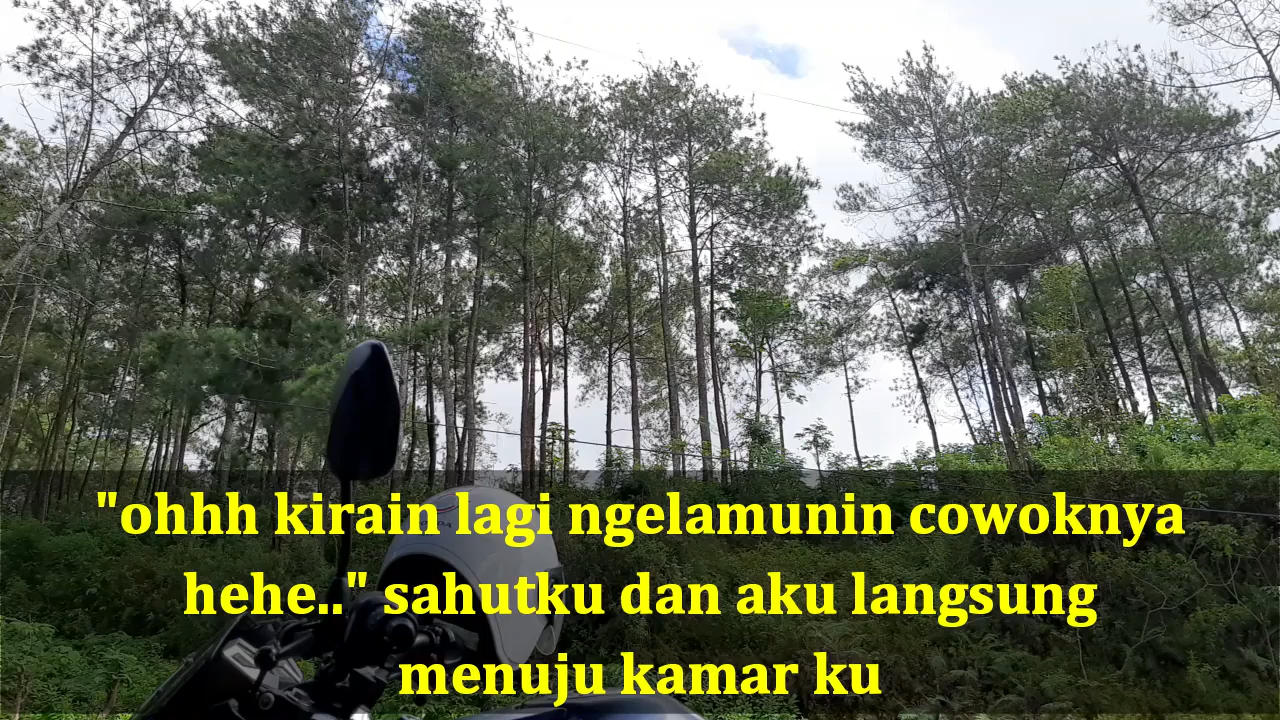 "ohhh kirain lagi ngelamunin cowoknya
hehe.." sahutku dan aku langsung
menuju kamar ku